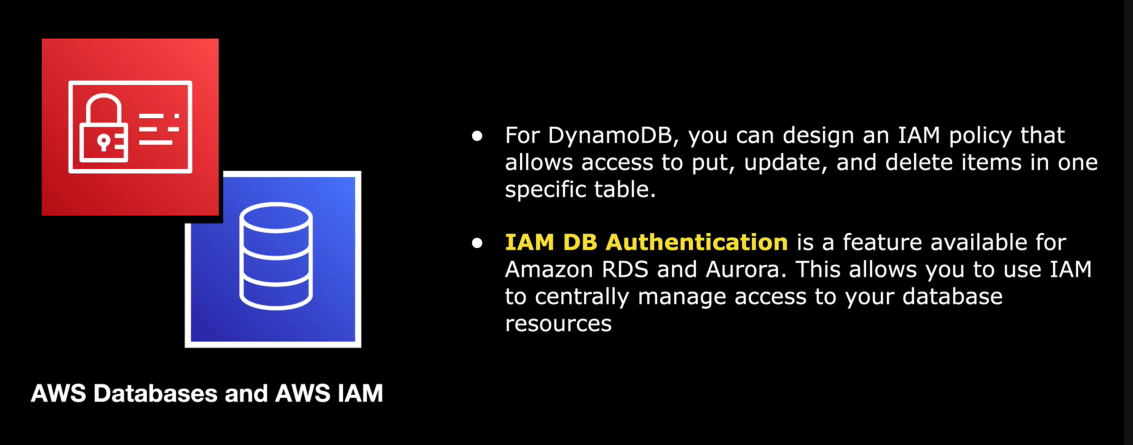 ● For DynamoDB, you can design an IAM policy that
allows access to put, update, and delete items in one
specific table.
● IAM DB Authentication is a feature available for
Amazon RDS and Aurora. This allows you to use IAM
to centrally manage access to your database
resources
AWS Databases and AWS IAM